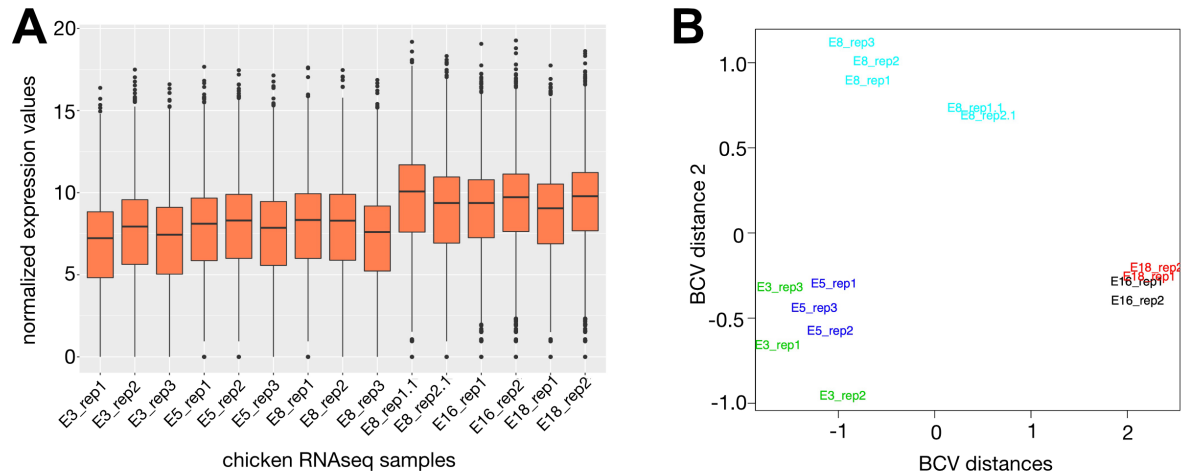 A
normalized expression values
20
15
10
5
0
E3_rep1
E3_rep2
E3_rep3
E5_rep1
E5_rep2
E5_rep3
E8_rep1
E8_rep2
E8_rep3
E8_rep1.1
E8_rep2.1
E16_rep1
E16_rep2
E18_rep1
E18_rep2
chicken RNAseq samples
B
BCV distance 2
1.0
0.5
0
-0.5
-1.0
E8_rep3
E8_rep2
E8_rep1
E8_rep1.1
E8_rep2.1
E18_rep2
E18_rep1
E16_rep1
E16_rep2
E3_rep3
E5_rep1
E5_rep3
E5_rep2
E3_rep1
E3_rep2
-1
0
1
2
BCV distances